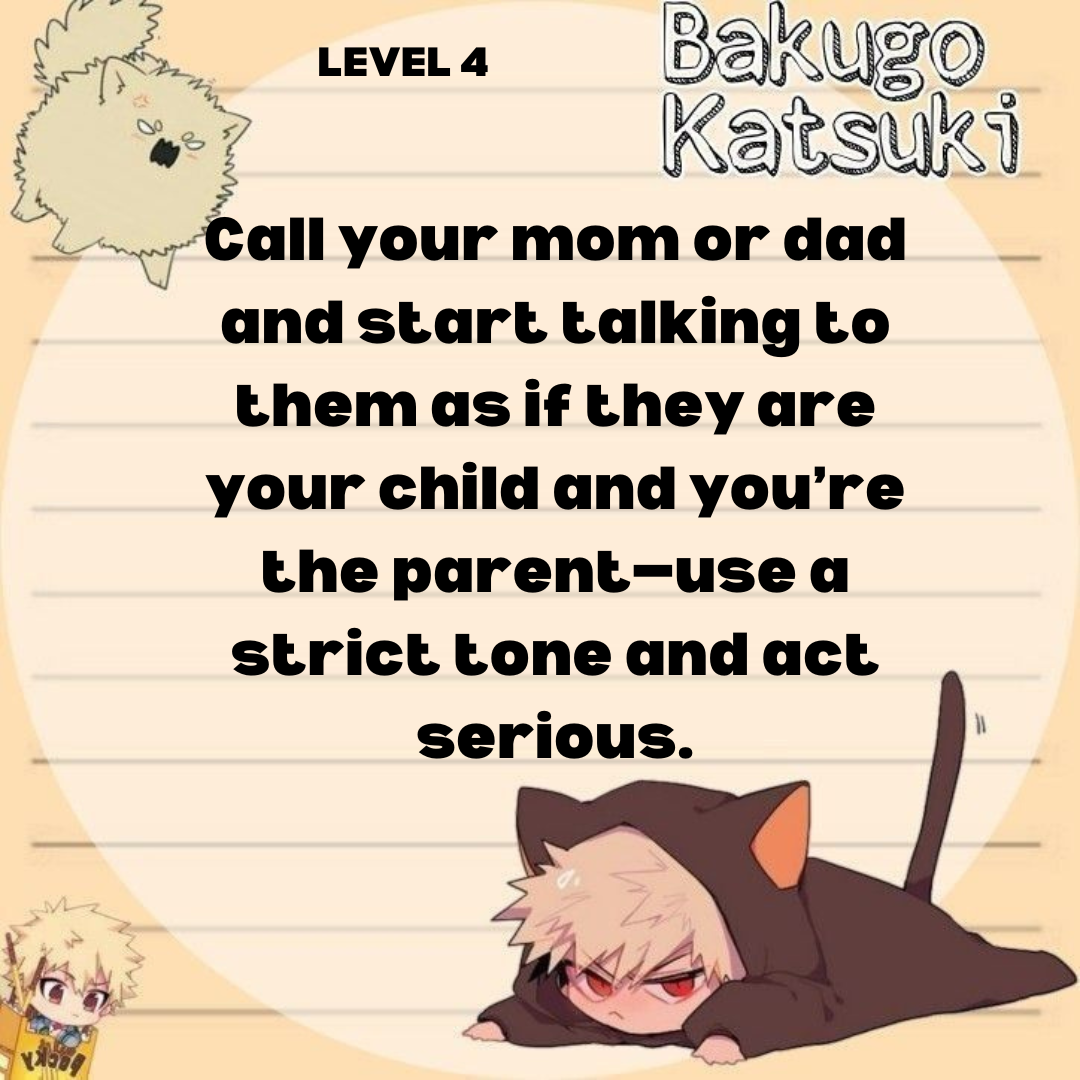 LEVEL 4
Bakugo
Katsuki
Call your mom or dad
and start talking to
them as if they are
your child and you're
the parent—use a
strict tone and act
serious.
Pocky